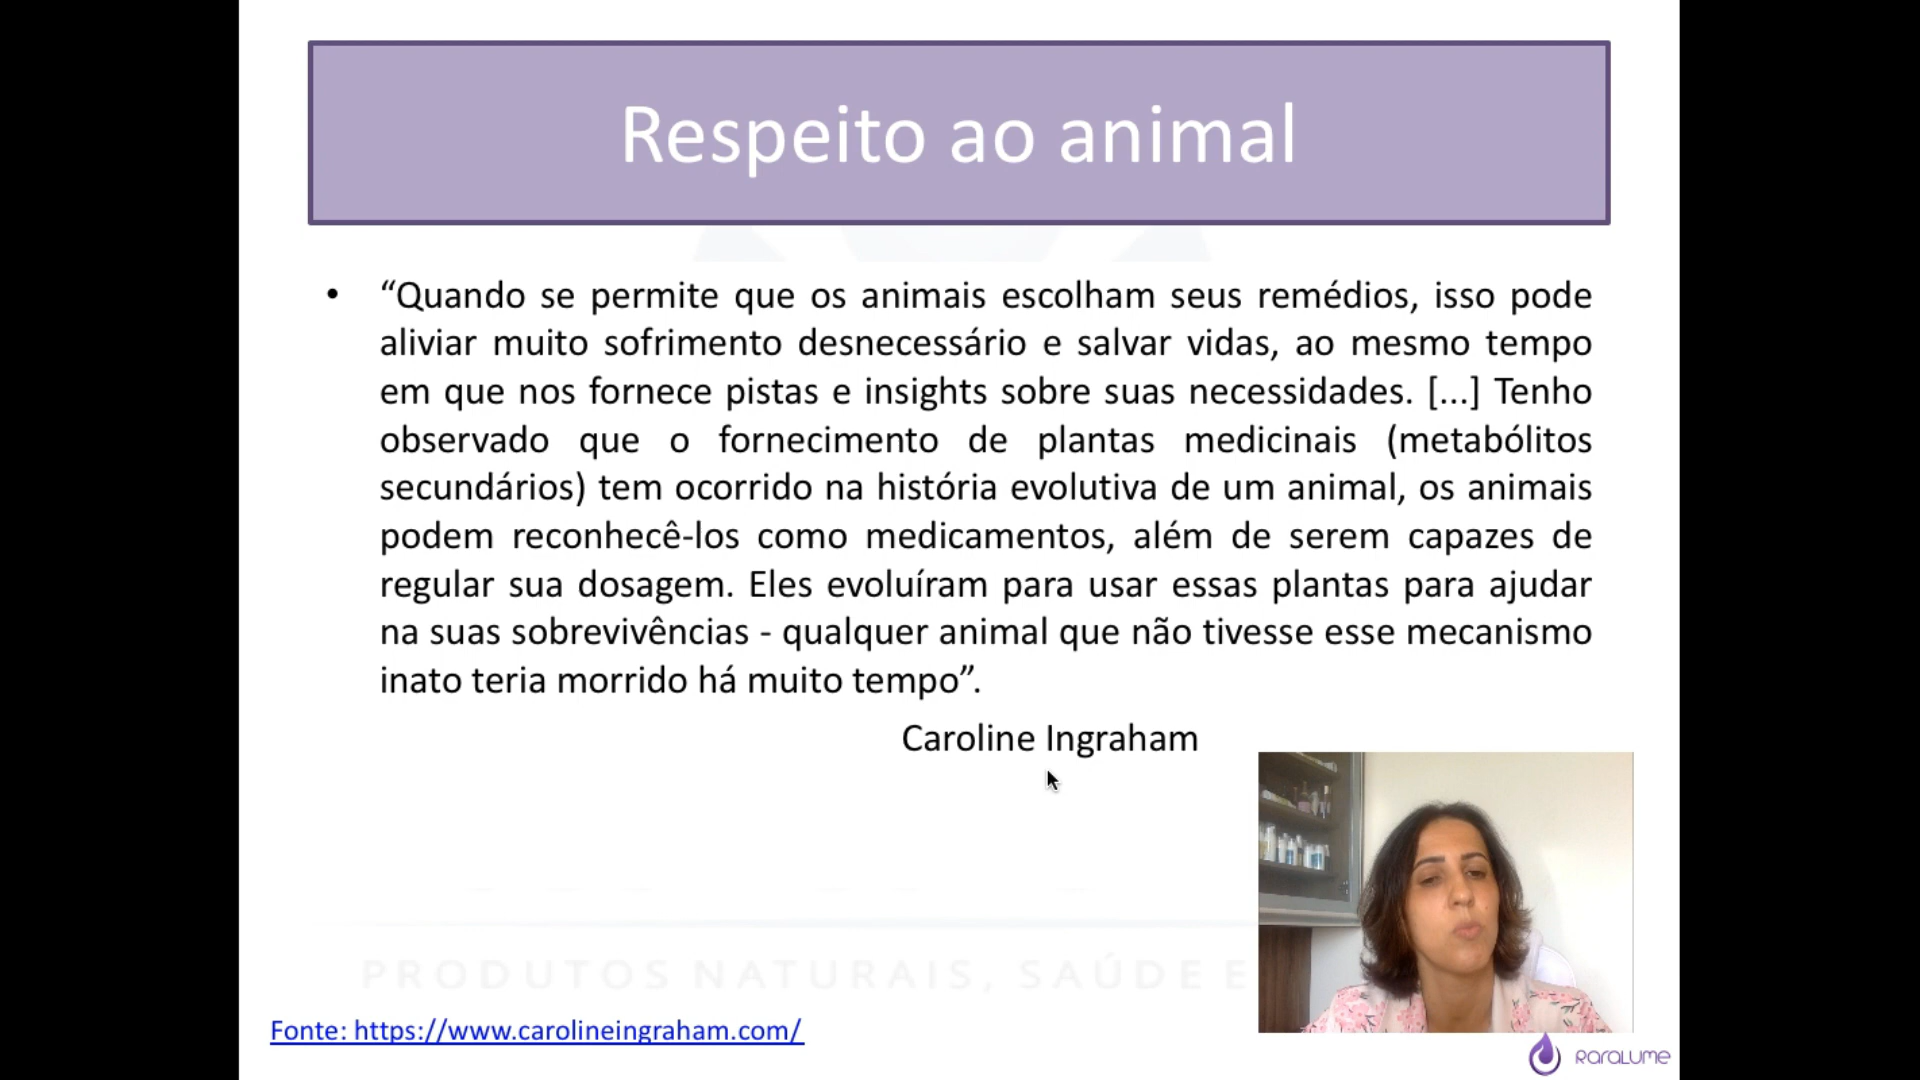 Respeito ao animal
• “Quando se permite que os animais escolham seus remédios, isso pode
aliviar muito sofrimento desnecessário e salvar vidas, ao mesmo tempo
em que nos fornece pistas e insights sobre suas necessidades. [...] Tenho
observado que o fornecimento de plantas medicinais (metabólitos
secundários) tem ocorrido na história evolutiva de um animal, os animais
podem reconhecê-los como medicamentos, além de serem capazes de
regular sua dosagem. Eles evoluíram para usar essas plantas para ajudar
na suas sobrevivências - qualquer animal que não tivesse esse mecanismo
inato teria morrido há muito tempo”.
Caroline Ingraham
PRODUTOS NATURAIS, SAÚDE E
Fonte: https://www.carolineingraham.com/
RaraLUMe